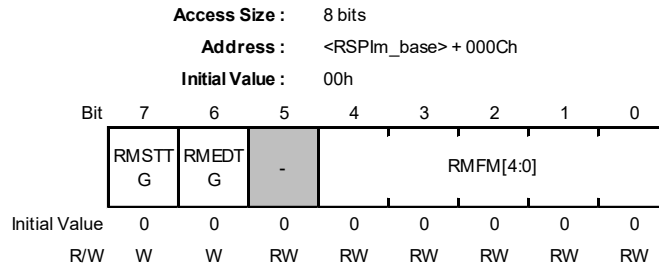 Access Size : 8 bits
Address : <RSPIm_base> + 000Ch
Initial Value : 00h
Bit 7 6 5 4 3 2 1 0
RMSTT
G RMEDT
G - RMFM[4:0]
Initial Value 0 0 0 0 0 0 0 0
R/W W W RW RW RW RW RW RW